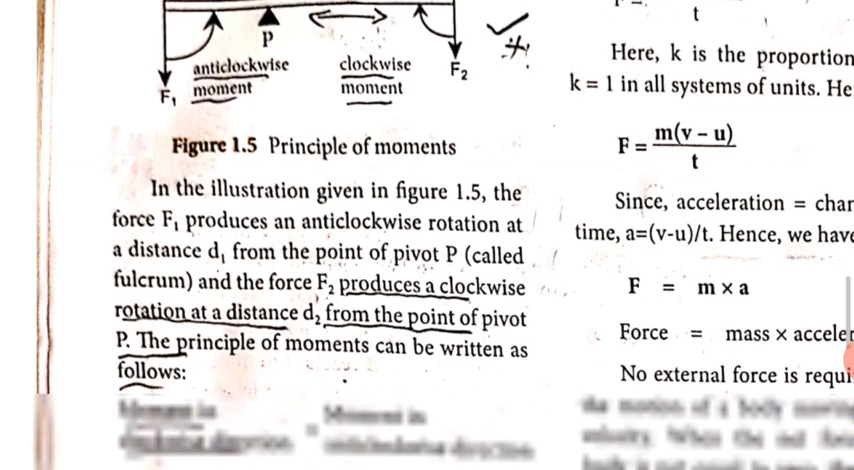 P
anticlockwise
moment
clockwise
moment
F₁
F₂
Figure 1.5 Principle of moments
In the illustration given in figure 1.5, the
force F₁ produces an anticlockwise rotation at
a distance d₁ from the point of pivot P (called
fulcrum) and the force F₂ produces a clockwise
rotation at a distance d₂ from the point of pivot
P. The principle of moments can be written as
follows:
t
Here, k is the proportion
k = 1 in all systems of units. He
F = m(v – u)
t
Since, acceleration = chan
time, a=(v-u)/t. Hence, we have
F = m x a
Force = mass × acceler
No external force is requi